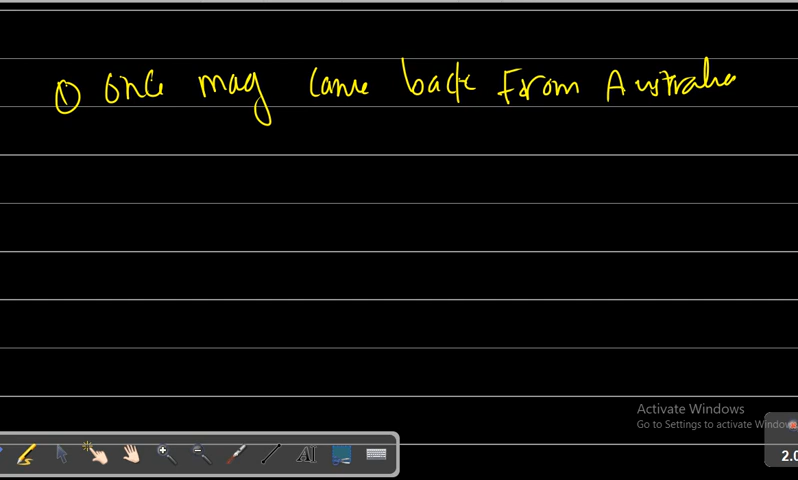 ① once mag came back from Australia
Activate Windows
Go to Settings to activate Windows
2.0